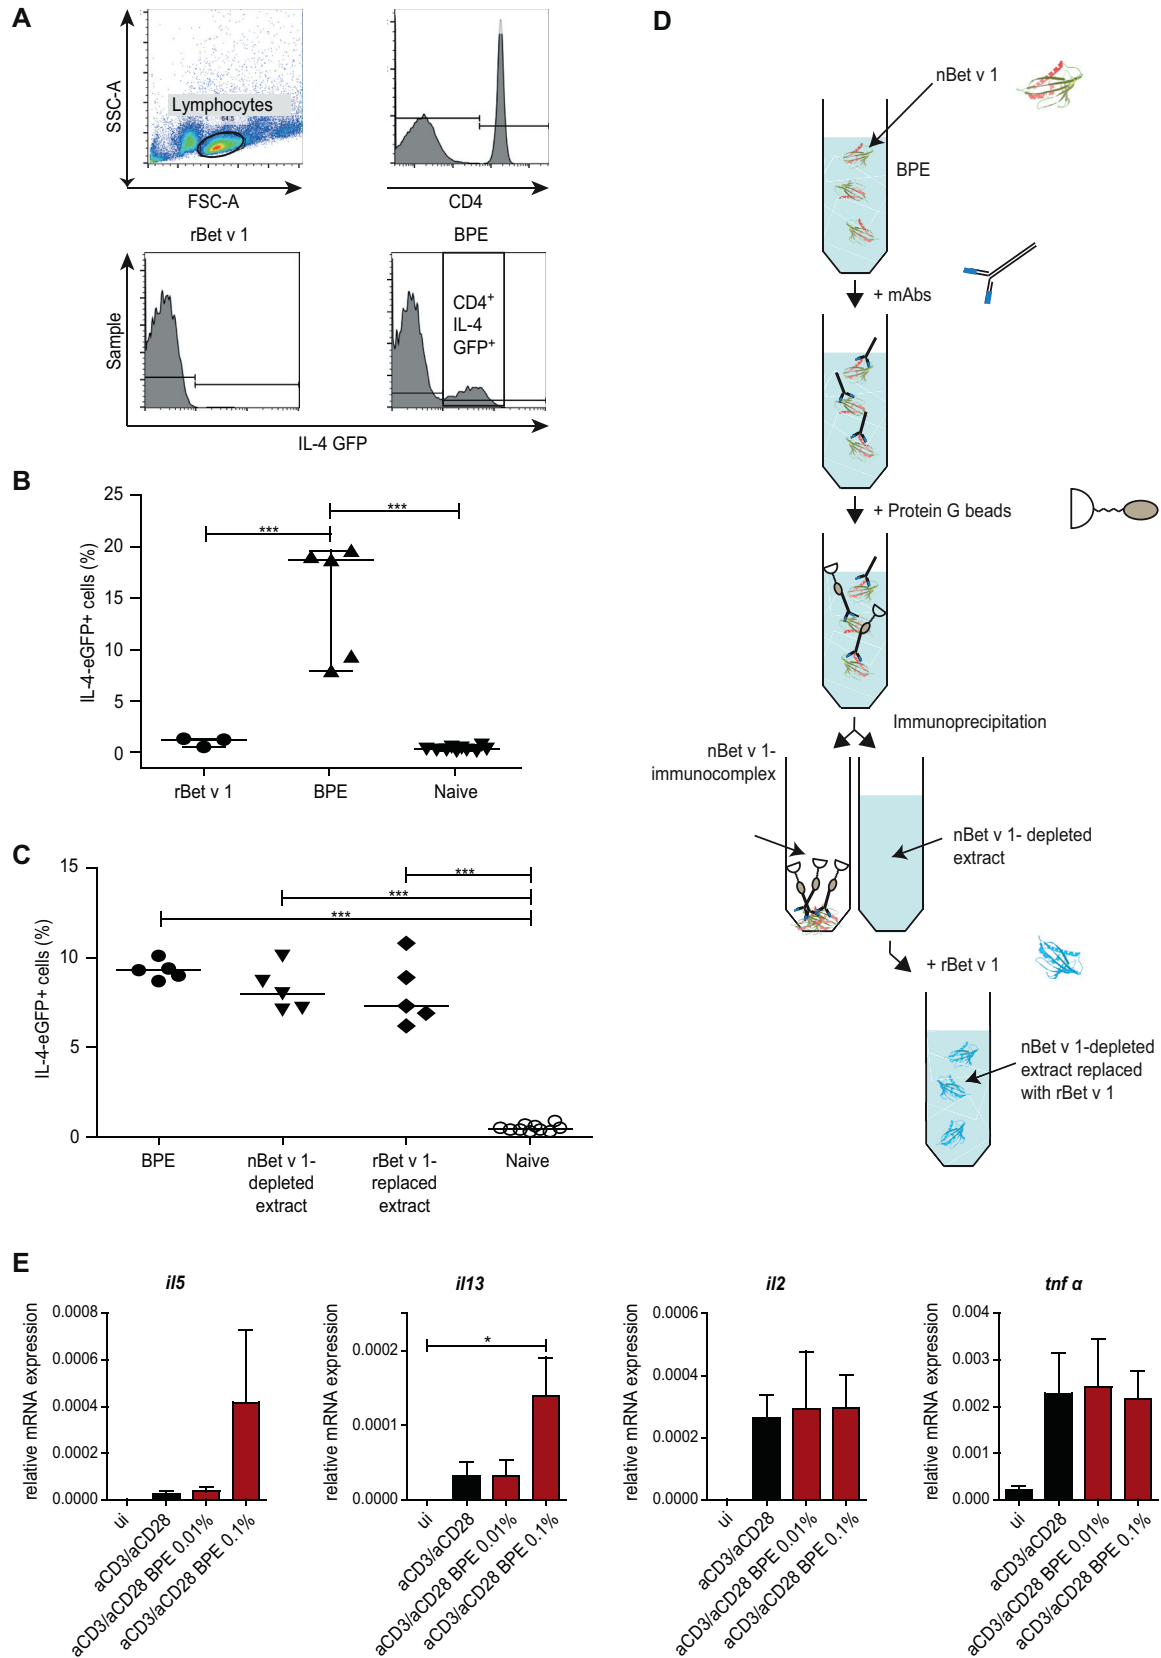 A
SSC-A
Lymphocytes
64.5
FSC-A
CD4
rBet v 1
BPE
Sample
CD4+
IL-4
GFP+
IL-4 GFP
B
IL-4-eGFP+ cells (%)
25
20
15
10
5
0
***
***
rBet v 1
BPE
Naive
C
IL-4-eGFP+ cells (%)
15
10
5
0
***
***
***
BPE
nBet v 1-
depleted
extract
rBet v 1-
replaced
extract
Naive
D
nBet v 1
BPE
+ mAbs
+ Protein G beads
Immunoprecipitation
nBet v 1-
immunocomplex
nBet v 1- depleted
extract
+ rBet v 1
nBet v 1-depleted
extract replaced
with rBet v 1
E
il5
relative mRNA expression
0.0008
0.0006
0.0004
0.0002
0.0000
ui
aCD3/aCD28
aCD3/aCD28 BPE 0.01%
aCD3/aCD28 BPE 0.1%
il13
relative mRNA expression
0.0002
0.0001
0.0000
*
ui
aCD3/aCD28
aCD3/aCD28 BPE 0.01%
aCD3/aCD28 BPE 0.1%
il2
relative mRNA expression
0.0006
0.0004
0.0002
0.0000
ui
aCD3/aCD28
aCD3/aCD28 BPE 0.01%
aCD3/aCD28 BPE 0.1%
tnf α
relative mRNA expression
0.004
0.003
0.002
0.001
0.000
ui
aCD3/aCD28
aCD3/aCD28 BPE 0.01%
aCD3/aCD28 BPE 0.1%